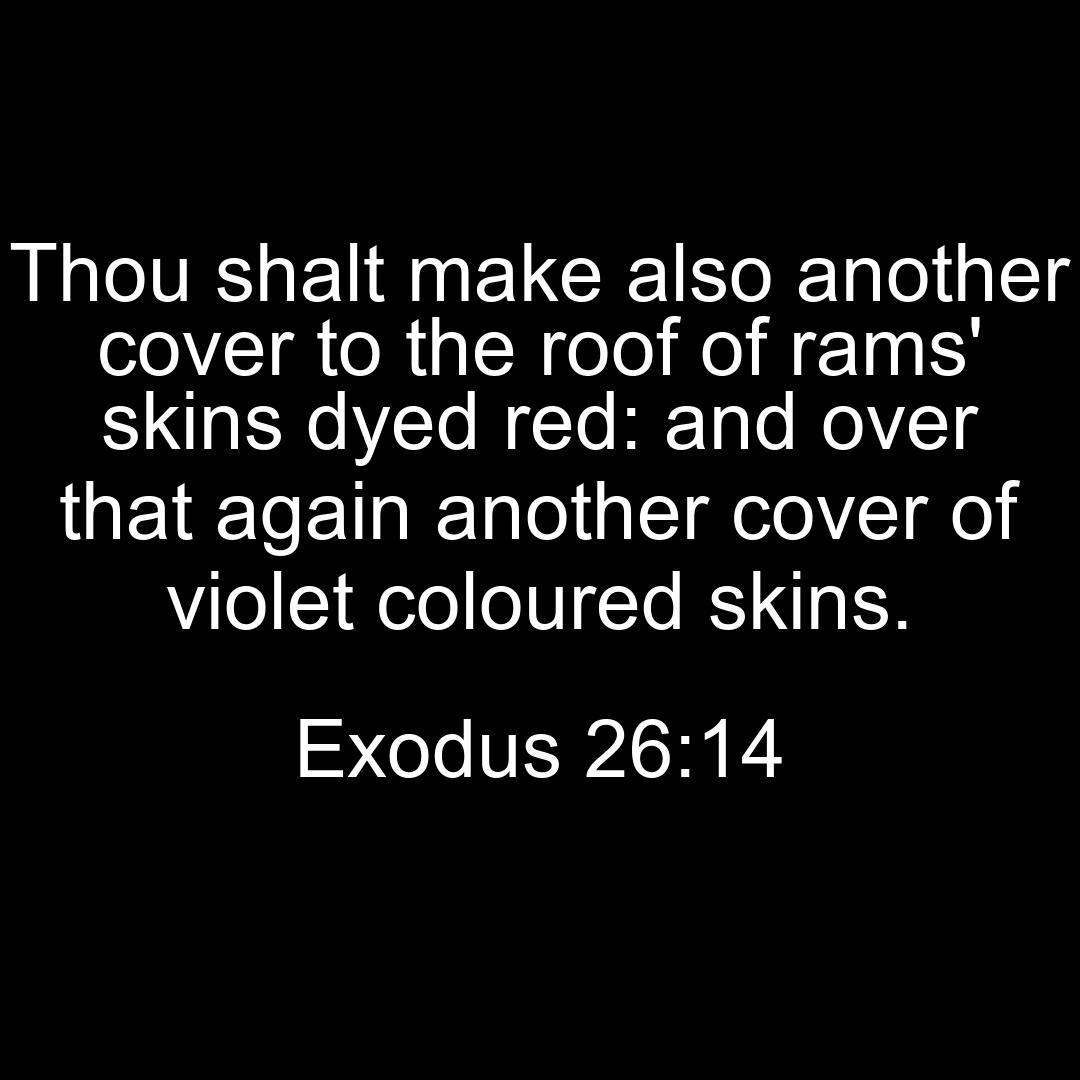 Thou shalt make also another
cover to the roof of rams'
skins dyed red: and over
that again another cover of
violet coloured skins.
Exodus 26:14